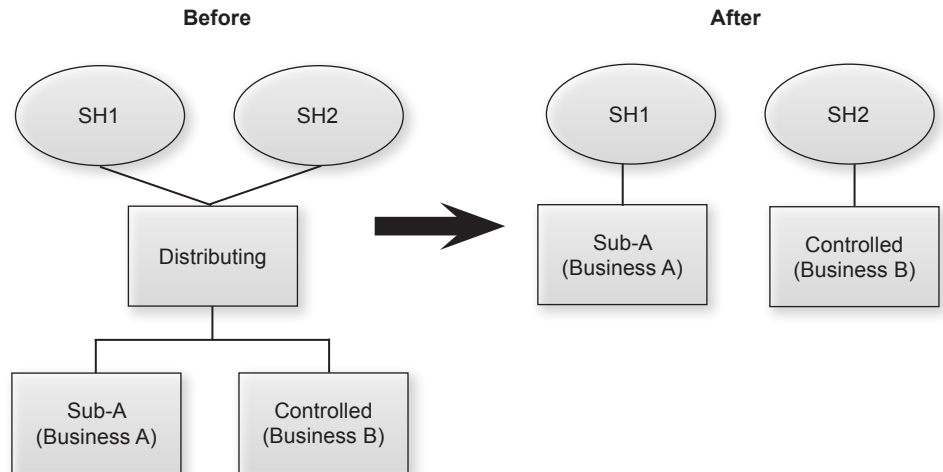 Before
After
SH1
SH2
SH1
SH2
Distributing
Sub-A
(Business A)
Controlled
(Business B)
Sub-A
(Business A)
Controlled
(Business B)